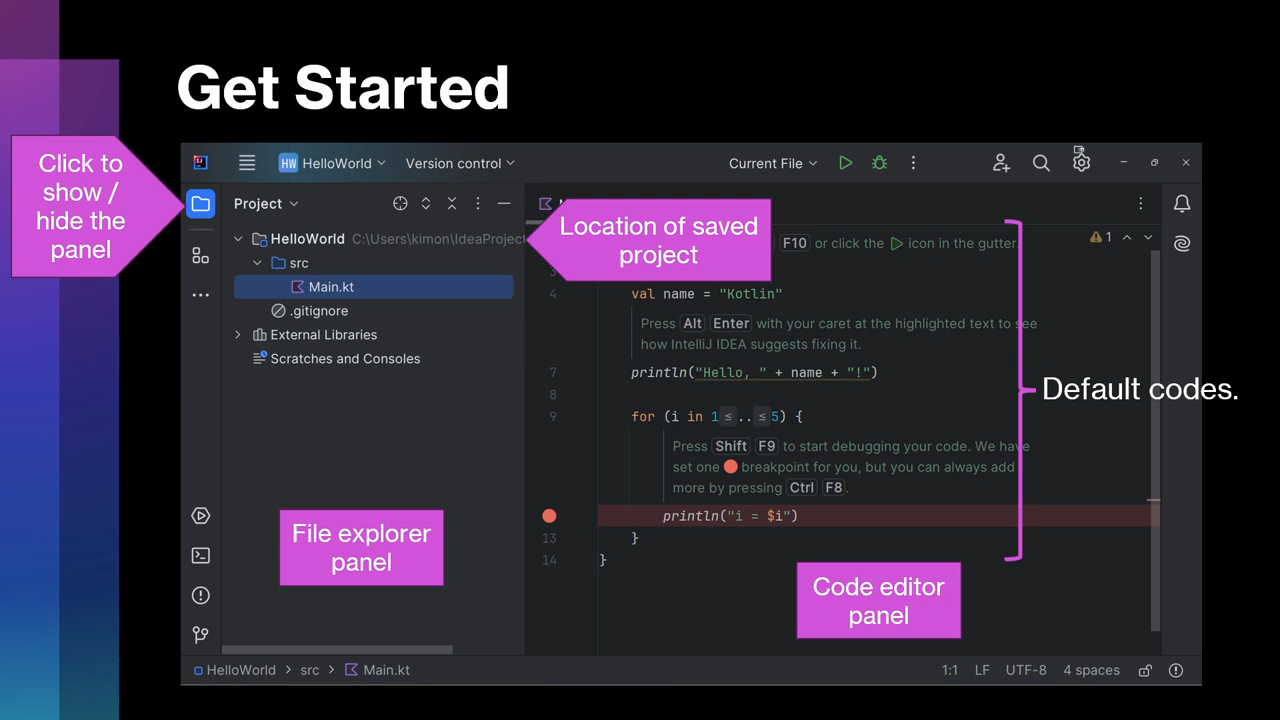 Get Started
Click to
show /
hide the
panel
HW HelloWorld
Version control
Current File
Project
HelloWorld C:\Users\kimon\IdeaProject
src
Main.kt
.gitignore
External Libraries
Scratches and Consoles
Location of saved
project
F10 or click the icon in the gutter.
1
3
4 val name = "Kotlin"
Press Alt Enter with your caret at the highlighted text to see
how IntelliJ IDEA suggests fixing it.
7 println("Hello, " + name + "!")
8
9 for (i in 1 ≤ .. ≤ 5) {
Press Shift F9 to start debugging your code. We have
set one breakpoint for you, but you can always add
more by pressing Ctrl F8.
println("i = $i")
13 }
14 }
Default codes.
File explorer
panel
Code editor
panel
HelloWorld > src > Main.kt
1:1 LF UTF-8 4 spaces